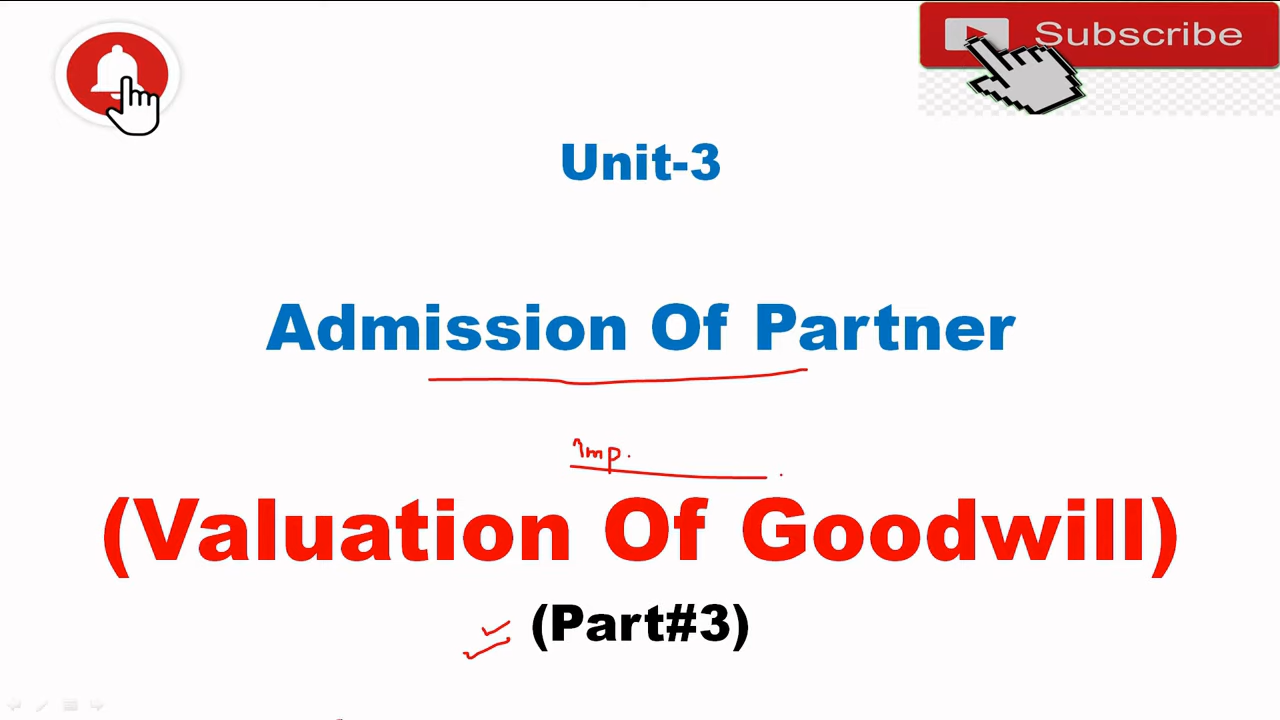 Subscribe
Unit-3
Admission Of Partner
Imp.
(Valuation Of Goodwill)
(Part#3)